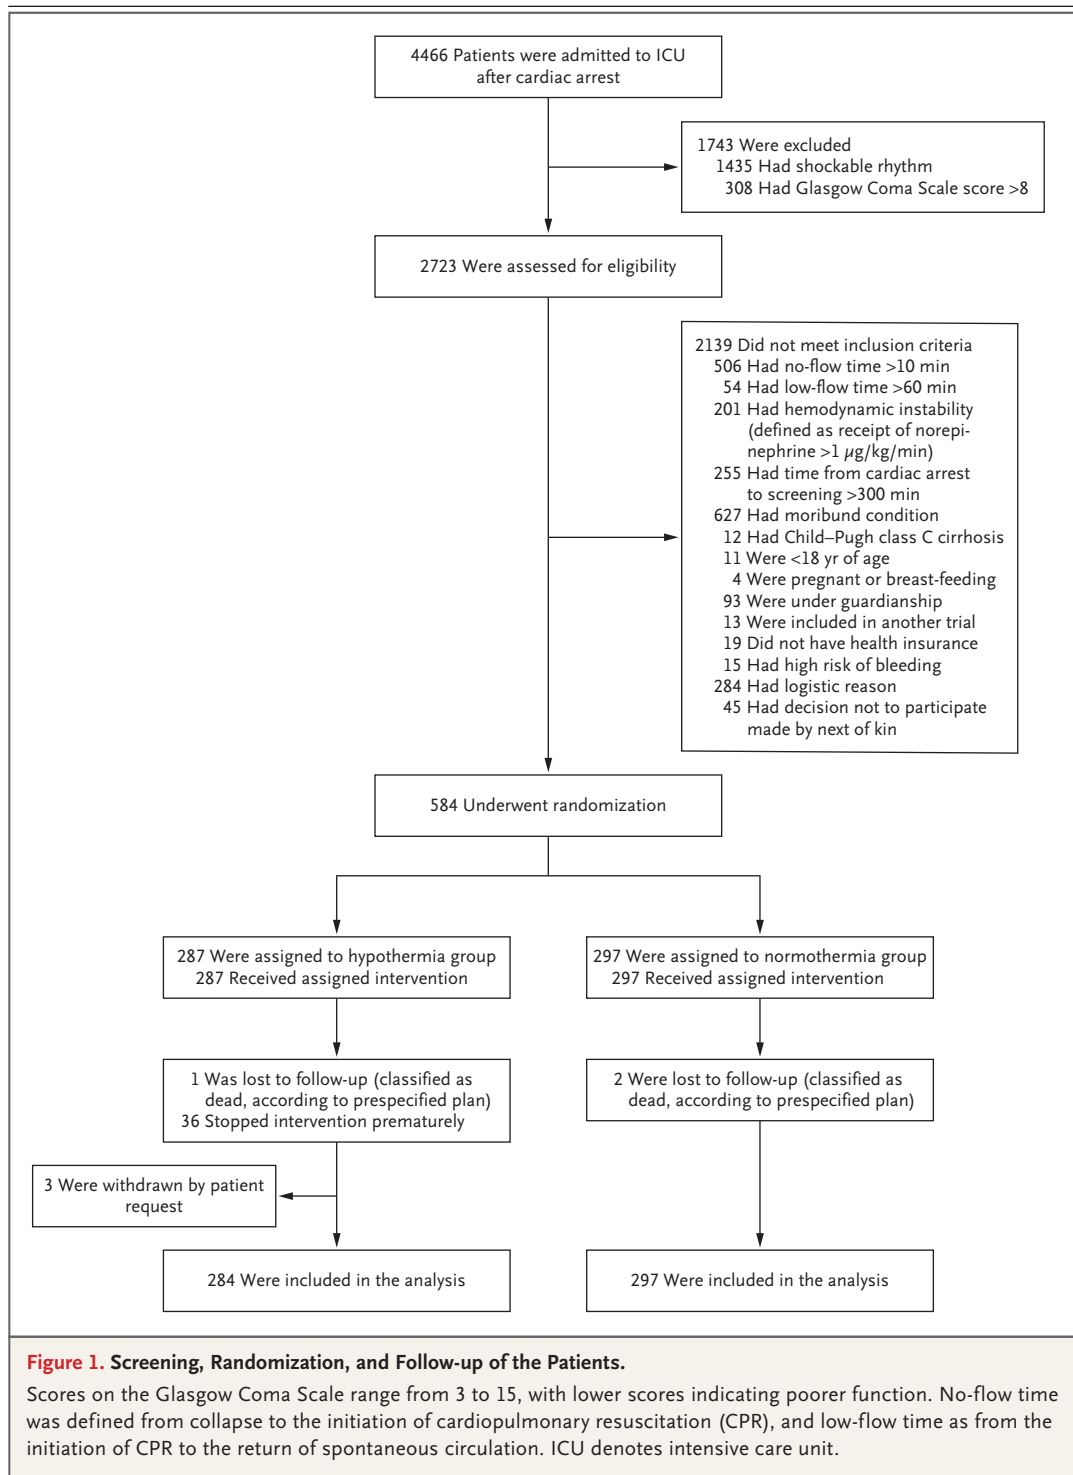 4466 Patients were admitted to ICU
after cardiac arrest
1743 Were excluded
1435 Had shockable rhythm
308 Had Glasgow Coma Scale score >8
2723 Were assessed for eligibility
2139 Did not meet inclusion criteria
506 Had no-flow time >10 min
54 Had low-flow time >60 min
201 Had hemodynamic instability
(defined as receipt of norepi-
nephrine >1 µg/kg/min)
255 Had time from cardiac arrest
to screening >300 min
627 Had moribund condition
12 Had Child–Pugh class C cirrhosis
11 Were <18 yr of age
4 Were pregnant or breast-feeding
93 Were under guardianship
13 Were included in another trial
19 Did not have health insurance
15 Had high risk of bleeding
284 Had logistic reason
45 Had decision not to participate
made by next of kin
584 Underwent randomization
287 Were assigned to hypothermia group
287 Received assigned intervention
297 Were assigned to normothermia group
297 Received assigned intervention
1 Was lost to follow-up (classified as
dead, according to prespecified plan)
36 Stopped intervention prematurely
2 Were lost to follow-up (classified as
dead, according to prespecified plan)
3 Were withdrawn by patient
request
284 Were included in the analysis
297 Were included in the analysis
Figure 1. Screening, Randomization, and Follow-up of the Patients.
Scores on the Glasgow Coma Scale range from 3 to 15, with lower scores indicating poorer function. No-flow time
was defined from collapse to the initiation of cardiopulmonary resuscitation (CPR), and low-flow time as from the
initiation of CPR to the return of spontaneous circulation. ICU denotes intensive care unit.